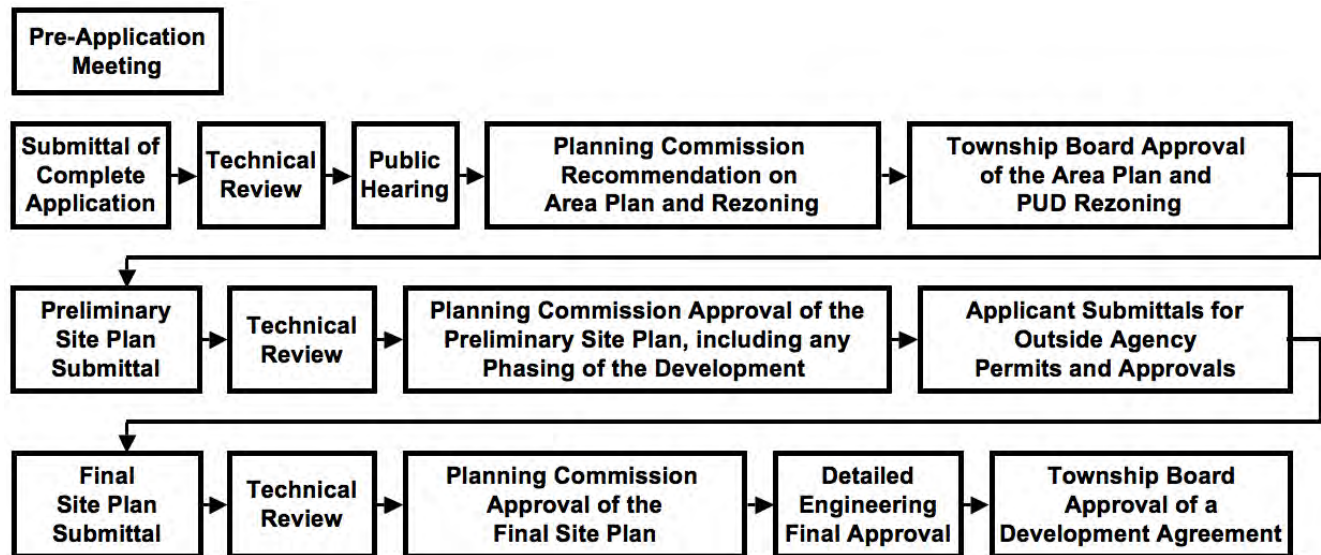 Pre-Application
Meeting
Submittal of
Complete
Application
Technical
Review
Public
Hearing
Planning Commission
Recommendation on
Area Plan and Rezoning
Township Board Approval
of the Area Plan and
PUD Rezoning
Preliminary
Site Plan
Submittal
Technical
Review
Planning Commission Approval of the
Preliminary Site Plan, including any
Phasing of the Development
Applicant Submittals for
Outside Agency
Permits and Approvals
Final
Site Plan
Submittal
Technical
Review
Planning Commission
Approval of the
Final Site Plan
Detailed
Engineering
Final Approval
Township Board
Approval of a
Development Agreement